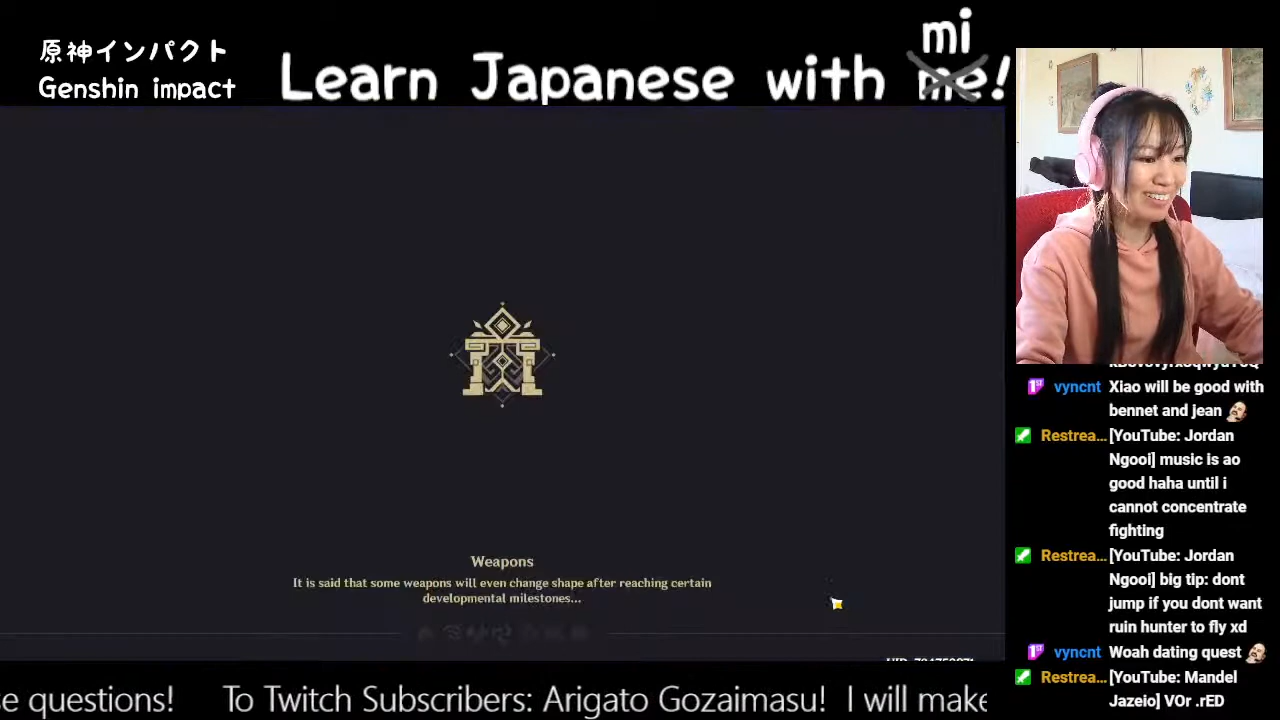 原神インパクト
Genshin impact
mi
Learn Japanese with me!
Xiao will be good with
vyncnt
bennet and jean
Restrea... [YouTube: Jordan
Ngooi] music is ao
good haha until i
cannot concentrate
fighting
Restrea... [YouTube: Jordan
Ngooi] big tip: dont
jump if you dont want
ruin hunter to fly xd
vyncnt Woah dating quest
Restrea... [YouTube: Mandel
Jazeio] VOr .rED
Weapons
It is said that some weapons will even change shape after reaching certain
developmental milestones...
se questions! To Twitch Subscribers: Arigato Gozaimasu! I will make